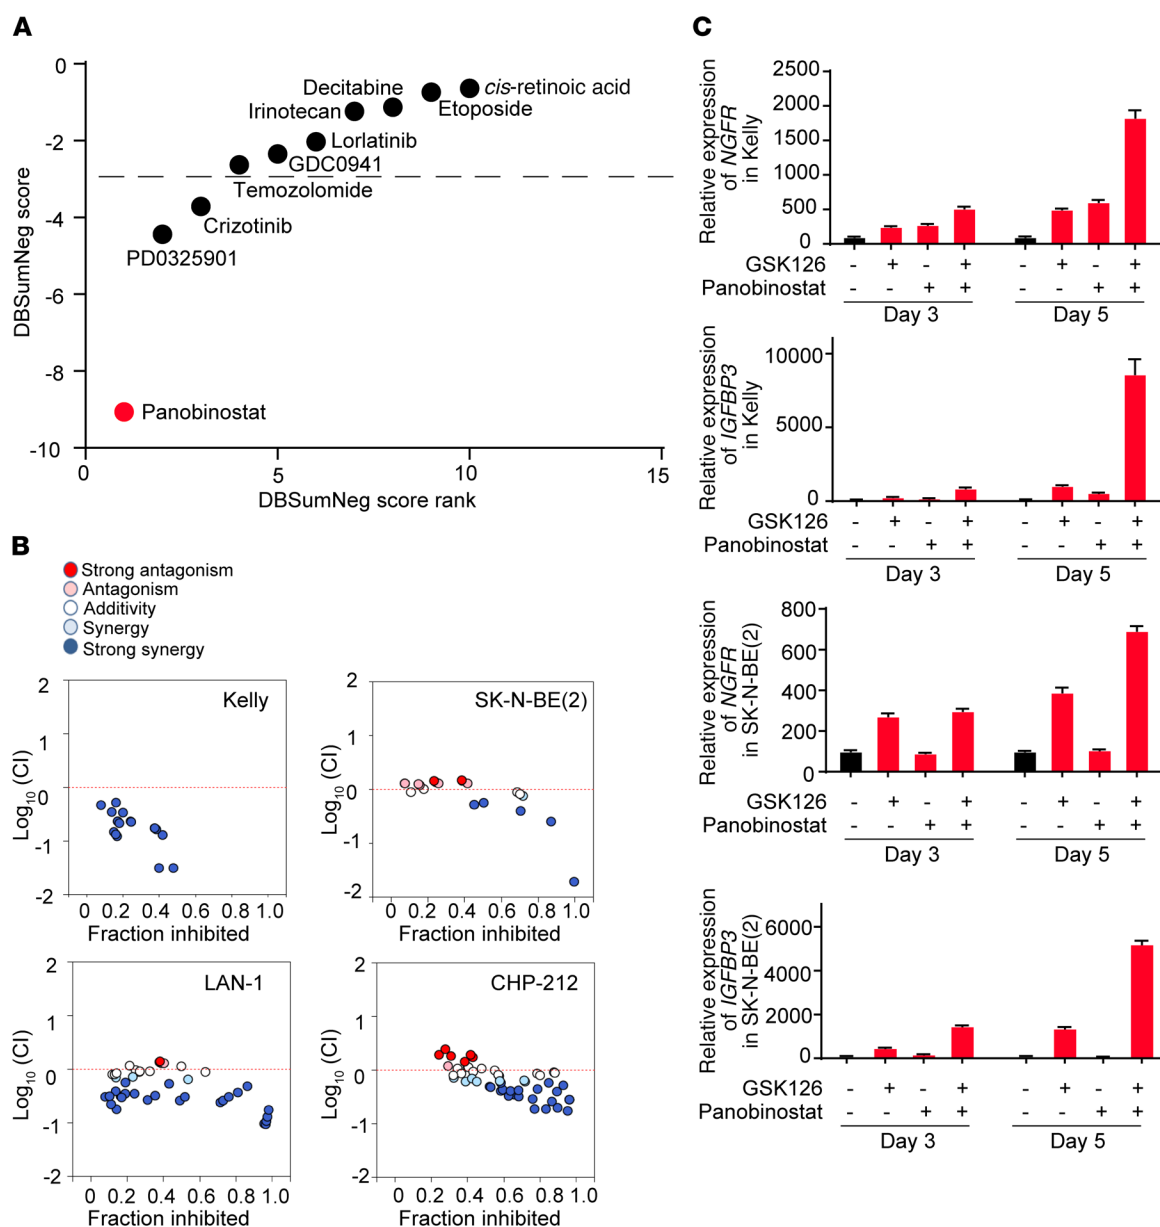 A
0
-2
-4
-6
-8
-10
DBSumNeg score
Decitabine
cis-retinoic acid
Irinotecan
Etoposide
Lorlatinib
GDC0941
Temozolomide
Crizotinib
PD0325901
Panobinostat
0
5
10
15
DBSumNeg score rank
B
Strong antagonism
Antagonism
Additivity
Synergy
Strong synergy
Kelly
2
1
0
-1
-2
Log10 (CI)
0 0.2 0.4 0.6 0.8 1.0
Fraction inhibited
SK-N-BE(2)
2
1
0
-1
-2
Log10 (CI)
0 0.2 0.4 0.6 0.8 1.0
Fraction inhibited
LAN-1
2
1
0
-1
-2
Log10 (CI)
0 0.2 0.4 0.6 0.8 1.0
Fraction inhibited
CHP-212
2
1
0
-1
-2
Log10 (CI)
0 0.2 0.4 0.6 0.8 1.0
Fraction inhibited
C
Relative expression
of NGFR
in Kelly
2500
2000
1500
1000
500
0
GSK126 - + - + - + - +
Panobinostat - - + + - - + +
Day 3 Day 5
Relative expression
of IGFBP3
in Kelly
10000
5000
0
GSK126 - + - + - + - +
Panobinostat - - + + - - + +
Day 3 Day 5
Relative expression
of NGFR
in SK-N-BE(2)
800
600
400
200
0
GSK126 - + - + - + - +
Panobinostat - - + + - - + +
Day 3 Day 5
Relative expression
of IGFBP3
in SK-N-BE(2)
6000
4000
2000
0
GSK126 - + - + - + - +
Panobinostat - - + + - - + +
Day 3 Day 5